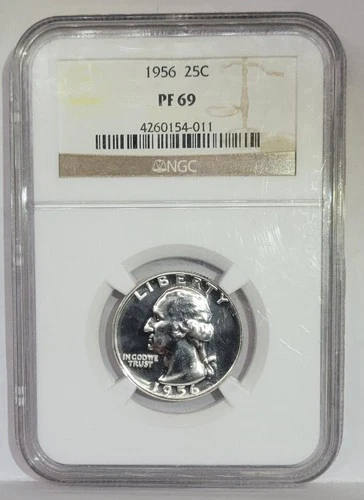 1956 25C
PF 69
4260154-011
NGC
LIBERTY
IN GOD WE
TRUST
1956